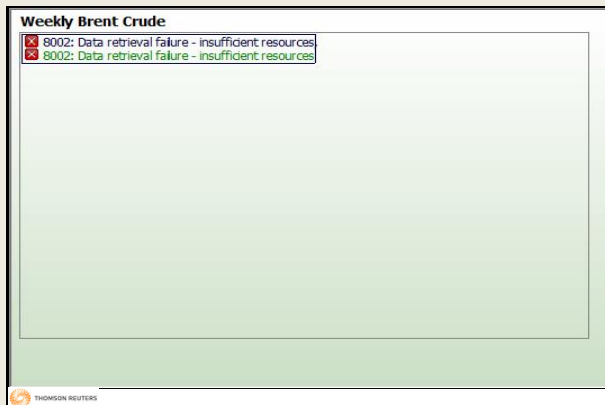 Weekly Brent Crude
8002: Data retrieval failure - insufficient resources.
8002: Data retrieval failure - insufficient resources
THOMSON REUTERS